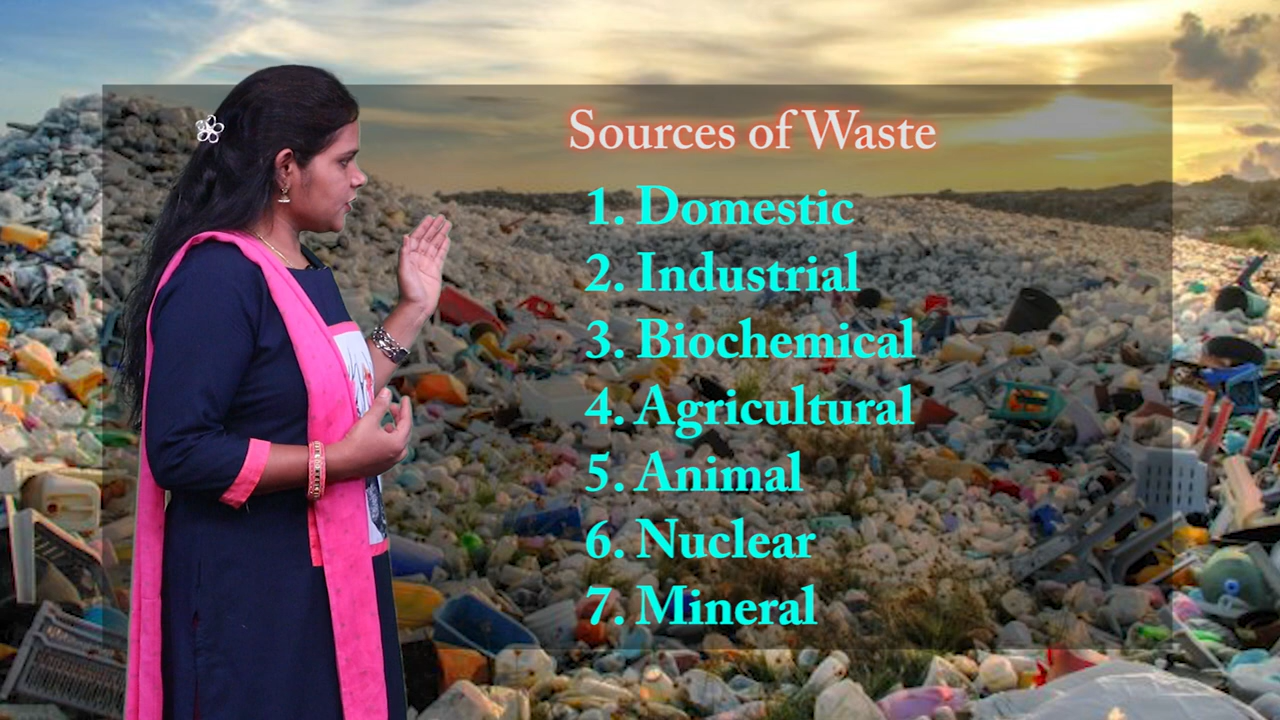 Sources of Waste
1. Domestic
2. Industrial
3. Biochemical
4. Agricultural
5. Animal
6. Nuclear
7. Mineral